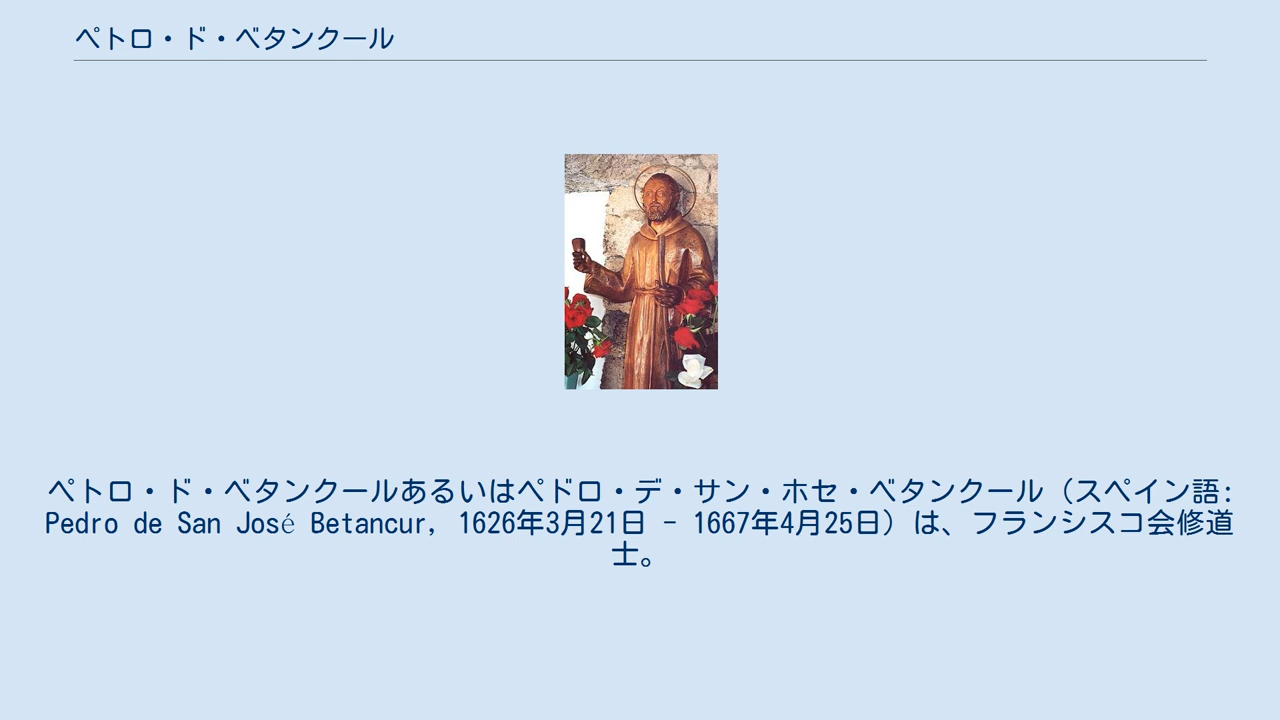 ペトロ・ド・ベタンクール
ペトロ・ド・ベタンクールあるいはペドロ・デ・サン・ホセ・ベタンクール（スペイン語:
Pedro de San José Betancur, 1626年3月21日 - 1667年4月25日）は、フランシスコ会修道
士。